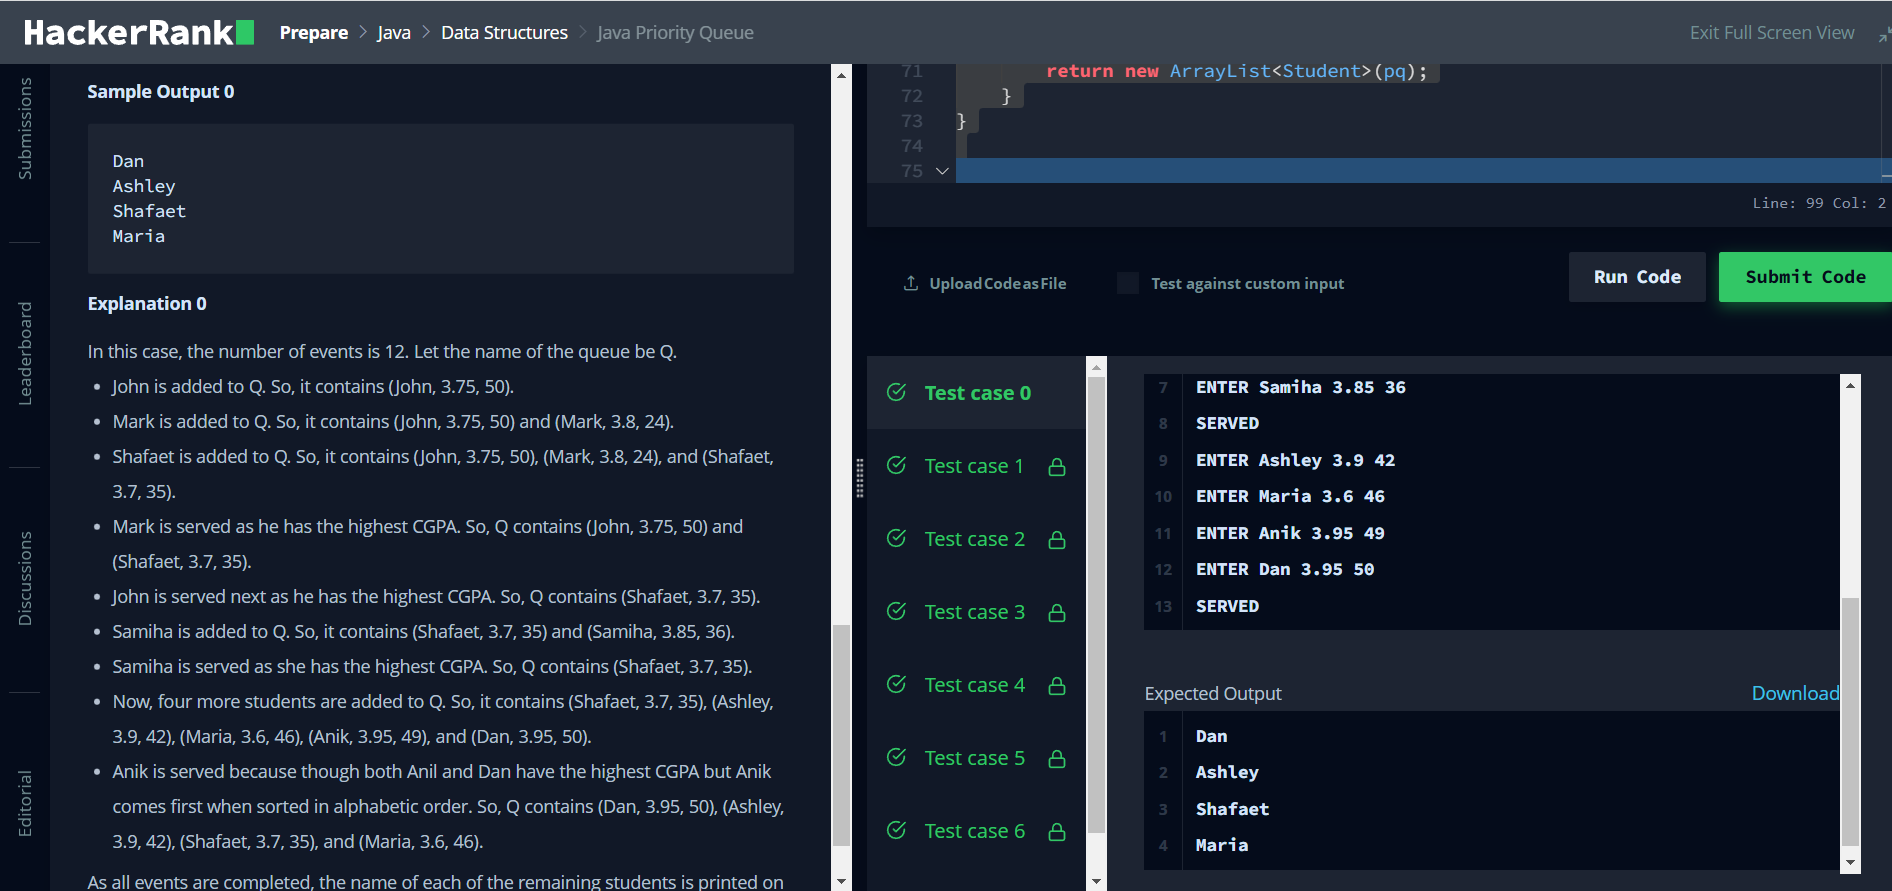 HackerRank
Prepare > Java > Data Structures > Java Priority Queue
Exit Full Screen View
Submissions
Leaderboard
Discussions
Editorial
Sample Output 0
Dan
Ashley
Shafaet
Maria
Explanation 0
In this case, the number of events is 12. Let the name of the queue be Q.
• John is added to Q. So, it contains (John, 3.75, 50).
• Mark is added to Q. So, it contains (John, 3.75, 50) and (Mark, 3.8, 24).
• Shafaet is added to Q. So, it contains (John, 3.75, 50), (Mark, 3.8, 24), and (Shafaet,
3.7, 35).
• Mark is served as he has the highest CGPA. So, Q contains (John, 3.75, 50) and
(Shafaet, 3.7, 35).
• John is served next as he has the highest CGPA. So, Q contains (Shafaet, 3.7, 35).
• Samiha is added to Q. So, it contains (Shafaet, 3.7, 35) and (Samiha, 3.85, 36).
• Samiha is served as she has the highest CGPA. So, Q contains (Shafaet, 3.7, 35).
• Now, four more students are added to Q. So, it contains (Shafaet, 3.7, 35), (Ashley,
3.9, 42), (Maria, 3.6, 46), (Anik, 3.95, 49), and (Dan, 3.95, 50).
• Anik is served because though both Anil and Dan have the highest CGPA but Anik
comes first when sorted in alphabetic order. So, Q contains (Dan, 3.95, 50), (Ashley,
3.9, 42), (Shafaet, 3.7, 35), and (Maria, 3.6, 46).
As all events are completed, the name of each of the remaining students is printed on
71 return new ArrayList<Student>(pq);
72 }
73 }
74
75
Line: 99 Col: 2
Upload Code as File
Test against custom input
Run Code
Submit Code
Test case 0
Test case 1
Test case 2
Test case 3
Test case 4
Test case 5
Test case 6
7 ENTER Samiha 3.85 36
8 SERVED
9 ENTER Ashley 3.9 42
10 ENTER Maria 3.6 46
11 ENTER Anik 3.95 49
12 ENTER Dan 3.95 50
13 SERVED
Expected Output
Download
1 Dan
2 Ashley
3 Shafaet
4 Maria